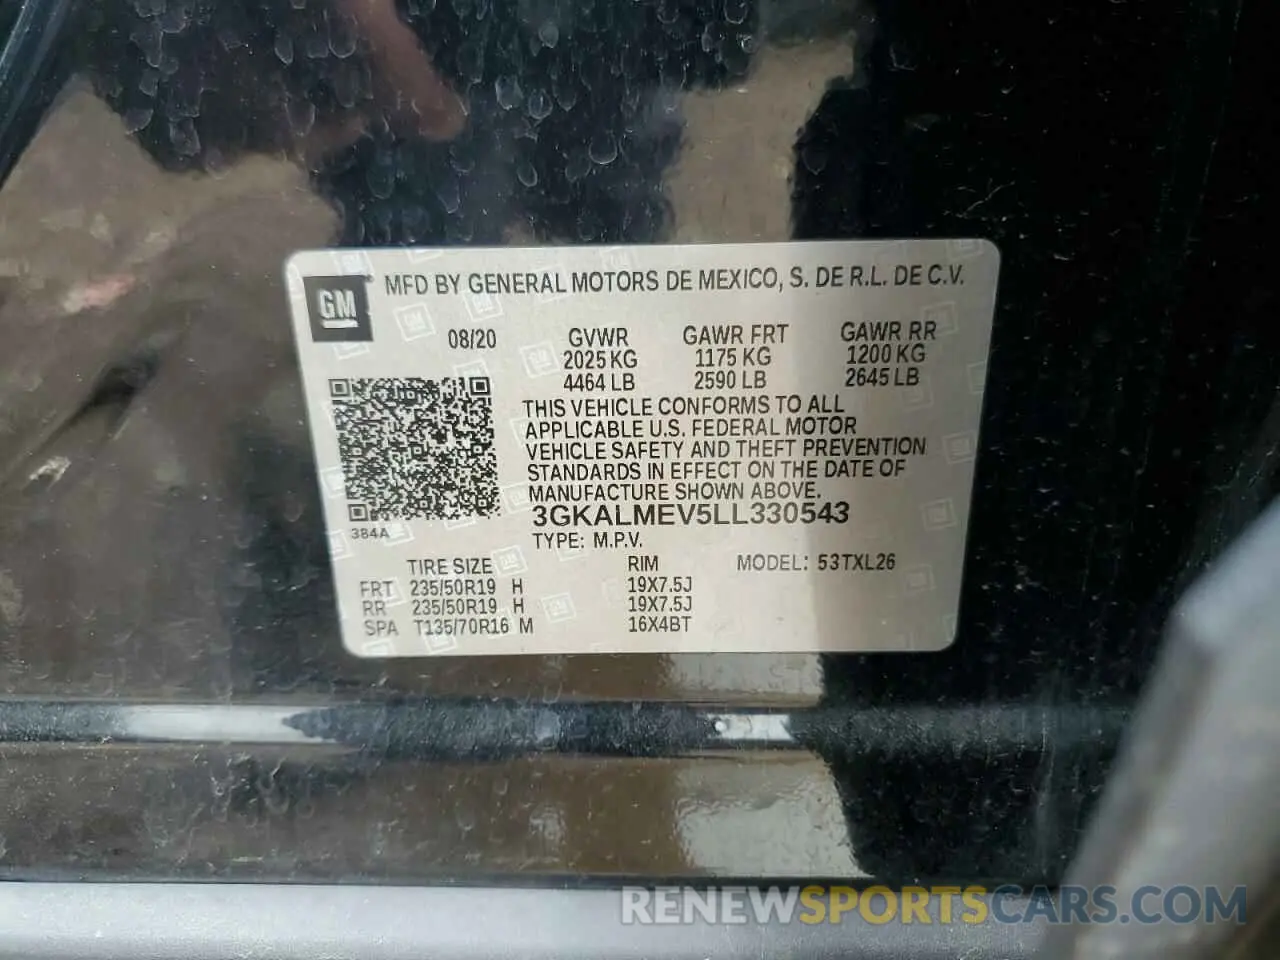 GM
MFD BY GENERAL MOTORS DE MEXICO, S. DE R.L. DE C.V.
08/20 GVWR GAWR FRT GAWR RR
2025 KG 1175 KG 1200 KG
4464 LB 2590 LB 2645 LB
THIS VEHICLE CONFORMS TO ALL
APPLICABLE U.S. FEDERAL MOTOR
VEHICLE SAFETY AND THEFT PREVENTION
STANDARDS IN EFFECT ON THE DATE OF
MANUFACTURE SHOWN ABOVE.
3GKALMEV5LL330543
384A
TYPE: M.P.V.
TIRE SIZE RIM MODEL: 53TXL26
FRT 235/50R19 H 19X7.5J
RR 235/50R19 H 19X7.5J
SPA T135/70R16 M 16X4BT
RENEWSPORTSCARS.COM